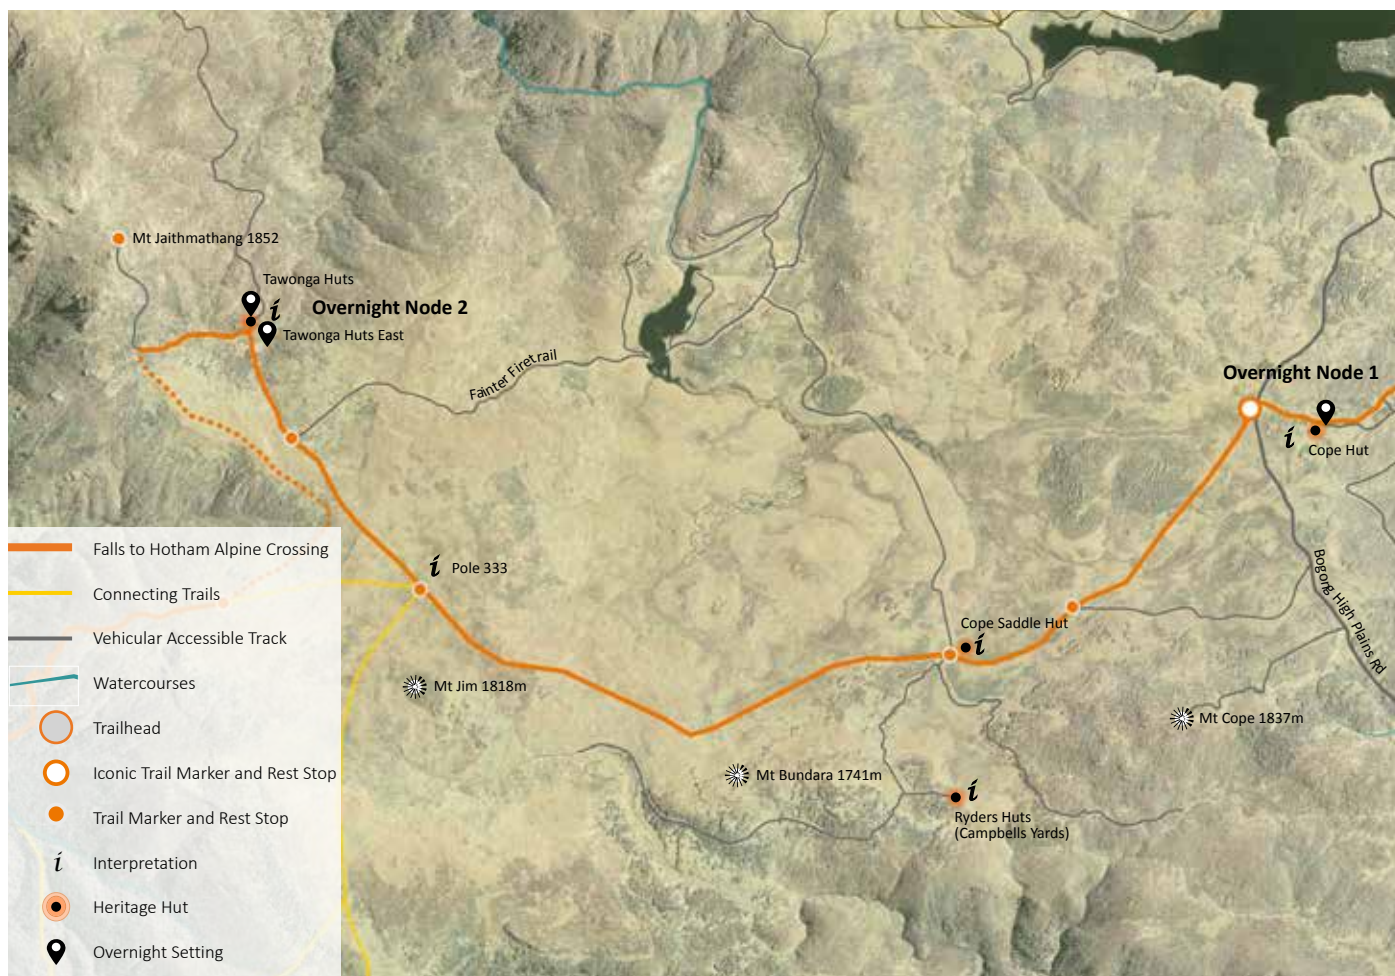 Mt Jaithmathang 1852
Tawonga Huts
i
Overnight Node 2
Tawonga Huts East
Fainter Firetrail
Overnight Node 1
i
Cope Hut
i
Pole 333
Bogong High Plains Rd
Cope Saddle Hut
i
Mt Jim 1818m
Mt Cope 1837m
Mt Bundara 1741m
i
Ryders Huts
(Campbells Yards)
Falls to Hotham Alpine Crossing
Connecting Trails
Vehicular Accessible Track
Watercourses
Trailhead
Iconic Trail Marker and Rest Stop
Trail Marker and Rest Stop
i Interpretation
Heritage Hut
Overnight Setting